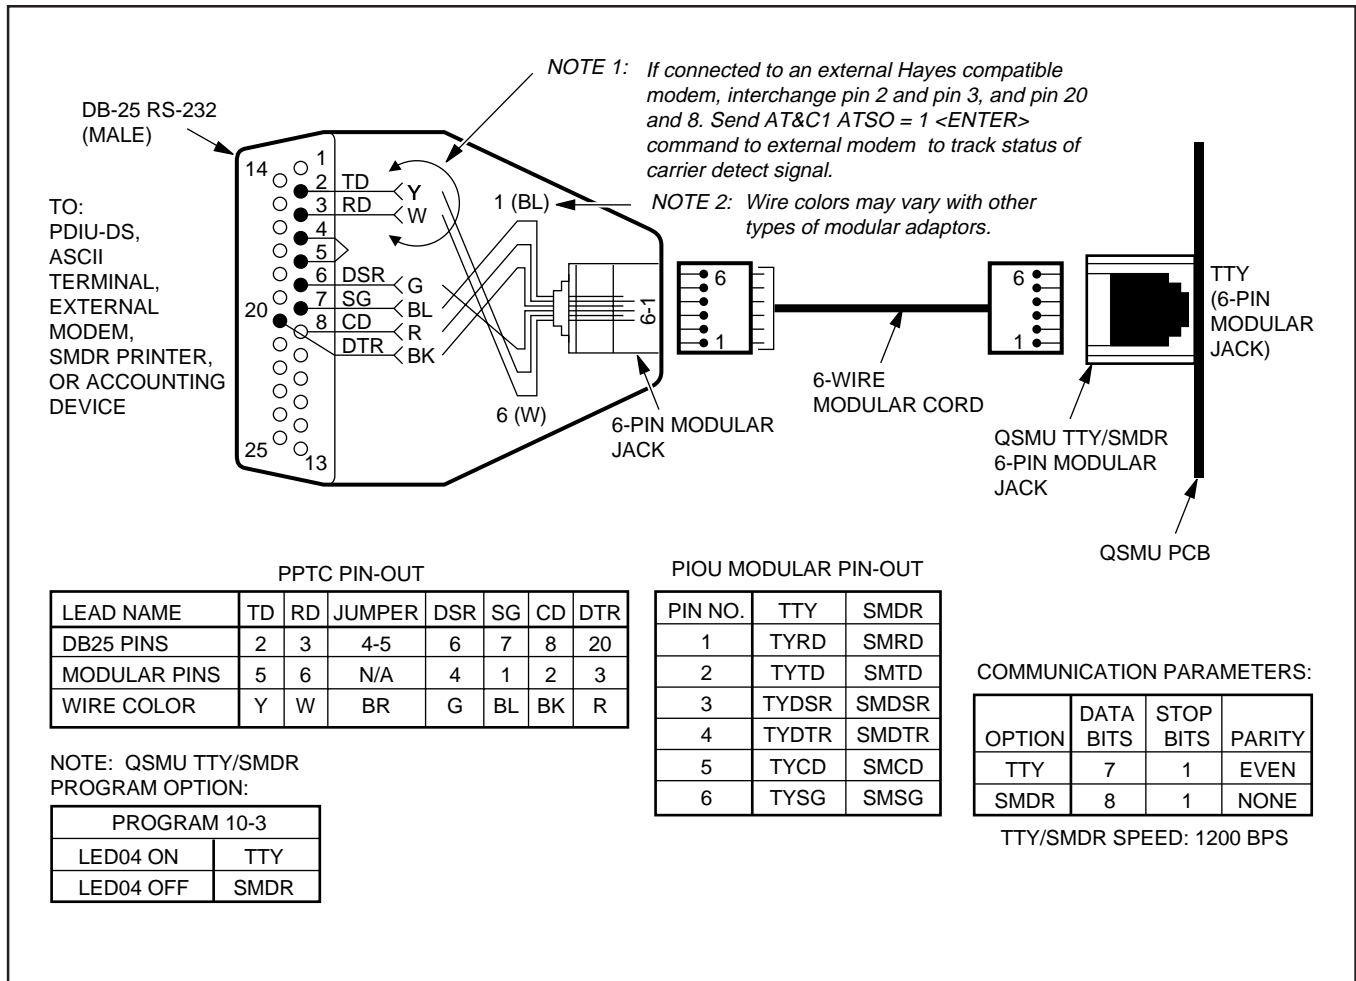 NOTE 1: If connected to an external Hayes compatible
modem, interchange pin 2 and pin 3, and pin 20
and 8. Send AT&C1 ATSO = 1 <ENTER>
command to external modem to track status of
carrier detect signal.
NOTE 2: Wire colors may vary with other
types of modular adaptors.
DB-25 RS-232
(MALE)
TO:
PDIU-DS,
ASCII
TERMINAL,
EXTERNAL
MODEM,
SMDR PRINTER,
OR ACCOUNTING
DEVICE
14
1
2 TD Y
3 RD W
4
5
6 DSR G
7 SG BL
20
8 CD R
DTR BK
25
13
1 (BL)
6 (W)
6-1
6-PIN MODULAR
JACK
6
1
6-WIRE
MODULAR CORD
6
1
TTY
(6-PIN
MODULAR
JACK)
QSMU TTY/SMDR
6-PIN MODULAR
JACK
QSMU PCB
PPTC PIN-OUT
LEAD NAME TD RD JUMPER DSR SG CD DTR
DB25 PINS 2 3 4-5 6 7 8 20
MODULAR PINS 5 6 N/A 4 1 2 3
WIRE COLOR Y W BR G BL BK R
NOTE: QSMU TTY/SMDR
PROGRAM OPTION:
PROGRAM 10-3
LED04 ON TTY
LED04 OFF SMDR
PIOU MODULAR PIN-OUT
PIN NO. TTY SMDR
1 TYRD SMRD
2 TYTD SMTD
3 TYDSR SMDSR
4 TYDTR SMDTR
5 TYCD SMCD
6 TYSG SMSG
COMMUNICATION PARAMETERS:
OPTION DATA BITS STOP BITS PARITY
TTY 7 1 EVEN
SMDR 8 1 NONE
TTY/SMDR SPEED: 1200 BPS